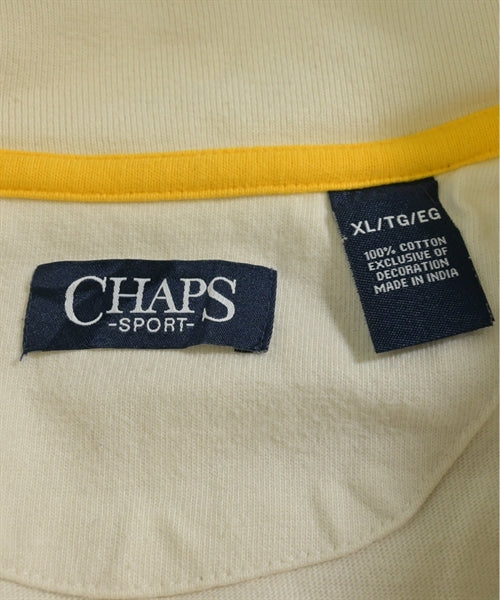 CHAPS
-SPORT-
XL/TG/EG
100% COTTON
EXCLUSIVE OF
DECORATION
MADE IN INDIA